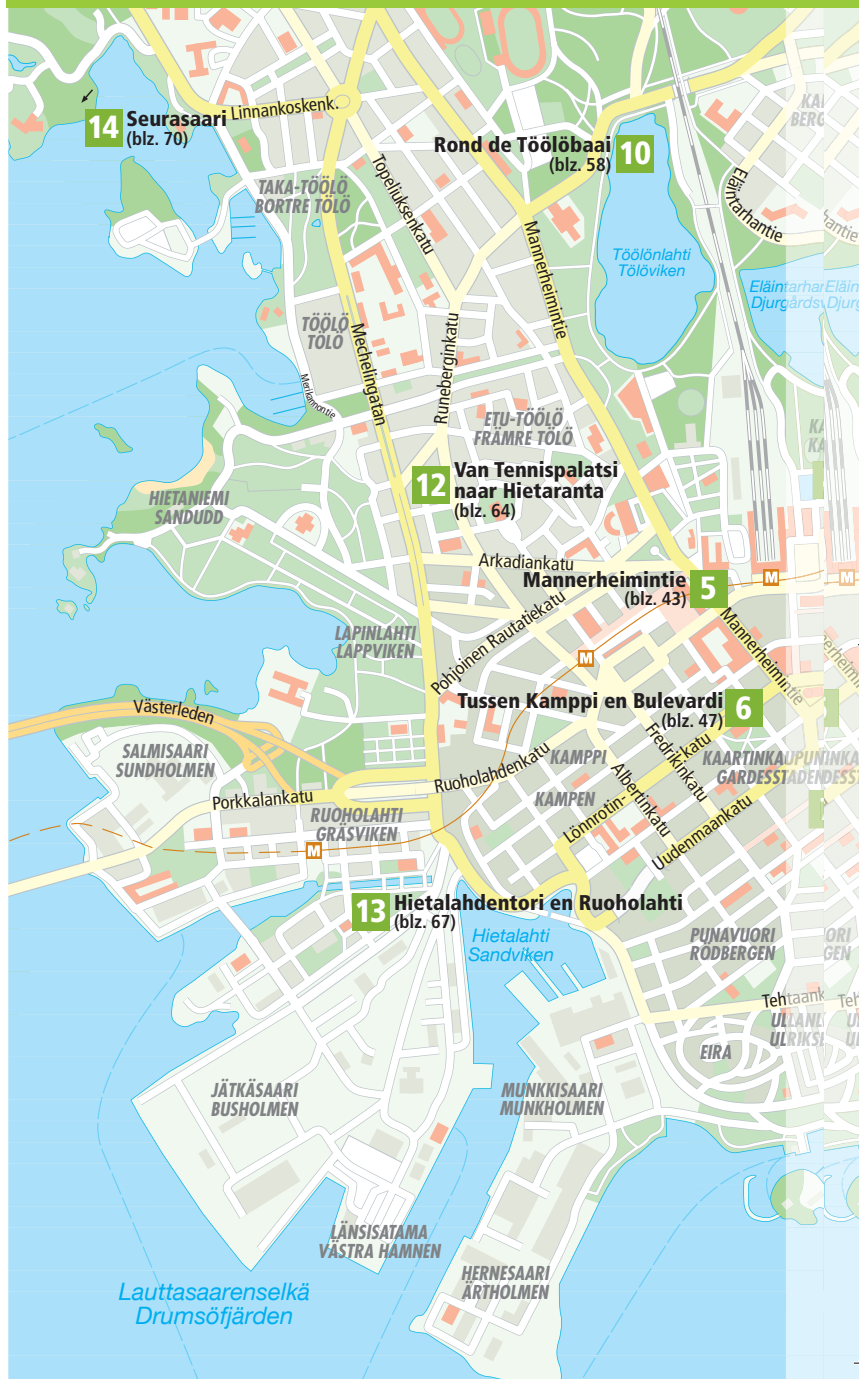 14 Seurasaari
(blz. 70)
Linnankoskenk.
Rond de Töölöbaai 10
(blz. 58)
TAKA-TÖÖLÖ
BORTRE TÖLÖ
Topeliuksenkatu
Eläintarhantie
Mannerheimintie
Töölönlahti
Tölöviken
TÖÖLÖ
TÖLÖ
Mechelingatan
Merikannontie
Runeberginkatu
ETU-TÖÖLÖ
FRÄMRE TÖLÖ
12 Van Tennispalatsi
naar Hietaranta
(blz. 64)
HIETANIEMI
SANDUDD
Arkadiankatu
Mannerheimintie 5
(blz. 43)
M
M
M
Pohjoinen Rautatiekatu
Mannerheimintie
LAPINLAHTI
LAPPVIKEN
Tussen Kamppi en Bulevardi 6
(blz. 47)
Västerleden
SALMISAARI
SUNDHOLMEN
Porkkalankatu
Ruoholahdenkatu
KAMPPI
KAMPEN
Fredrikinkatu
Albertinkatu
Lönnrotin-
katu
Uudenmaankatu
RUOHOLAHTI
GRÄSVIKEN
M
13 Hietalahdentori en Ruoholahti
(blz. 67)
Hietalahti
Sandviken
PUNAVUORI
RÖDBERGEN
Tehtaank
EIRA
JÄTKÄSAARI
BUSHOLMEN
MUNKKISAARI
MUNKHOLMEN
LÄNSISATAMA
VÄSTRA HAMNEN
HERNESAARI
ÄRTHOLMEN
Lauttasaarenselkä
Drumsöfjärden